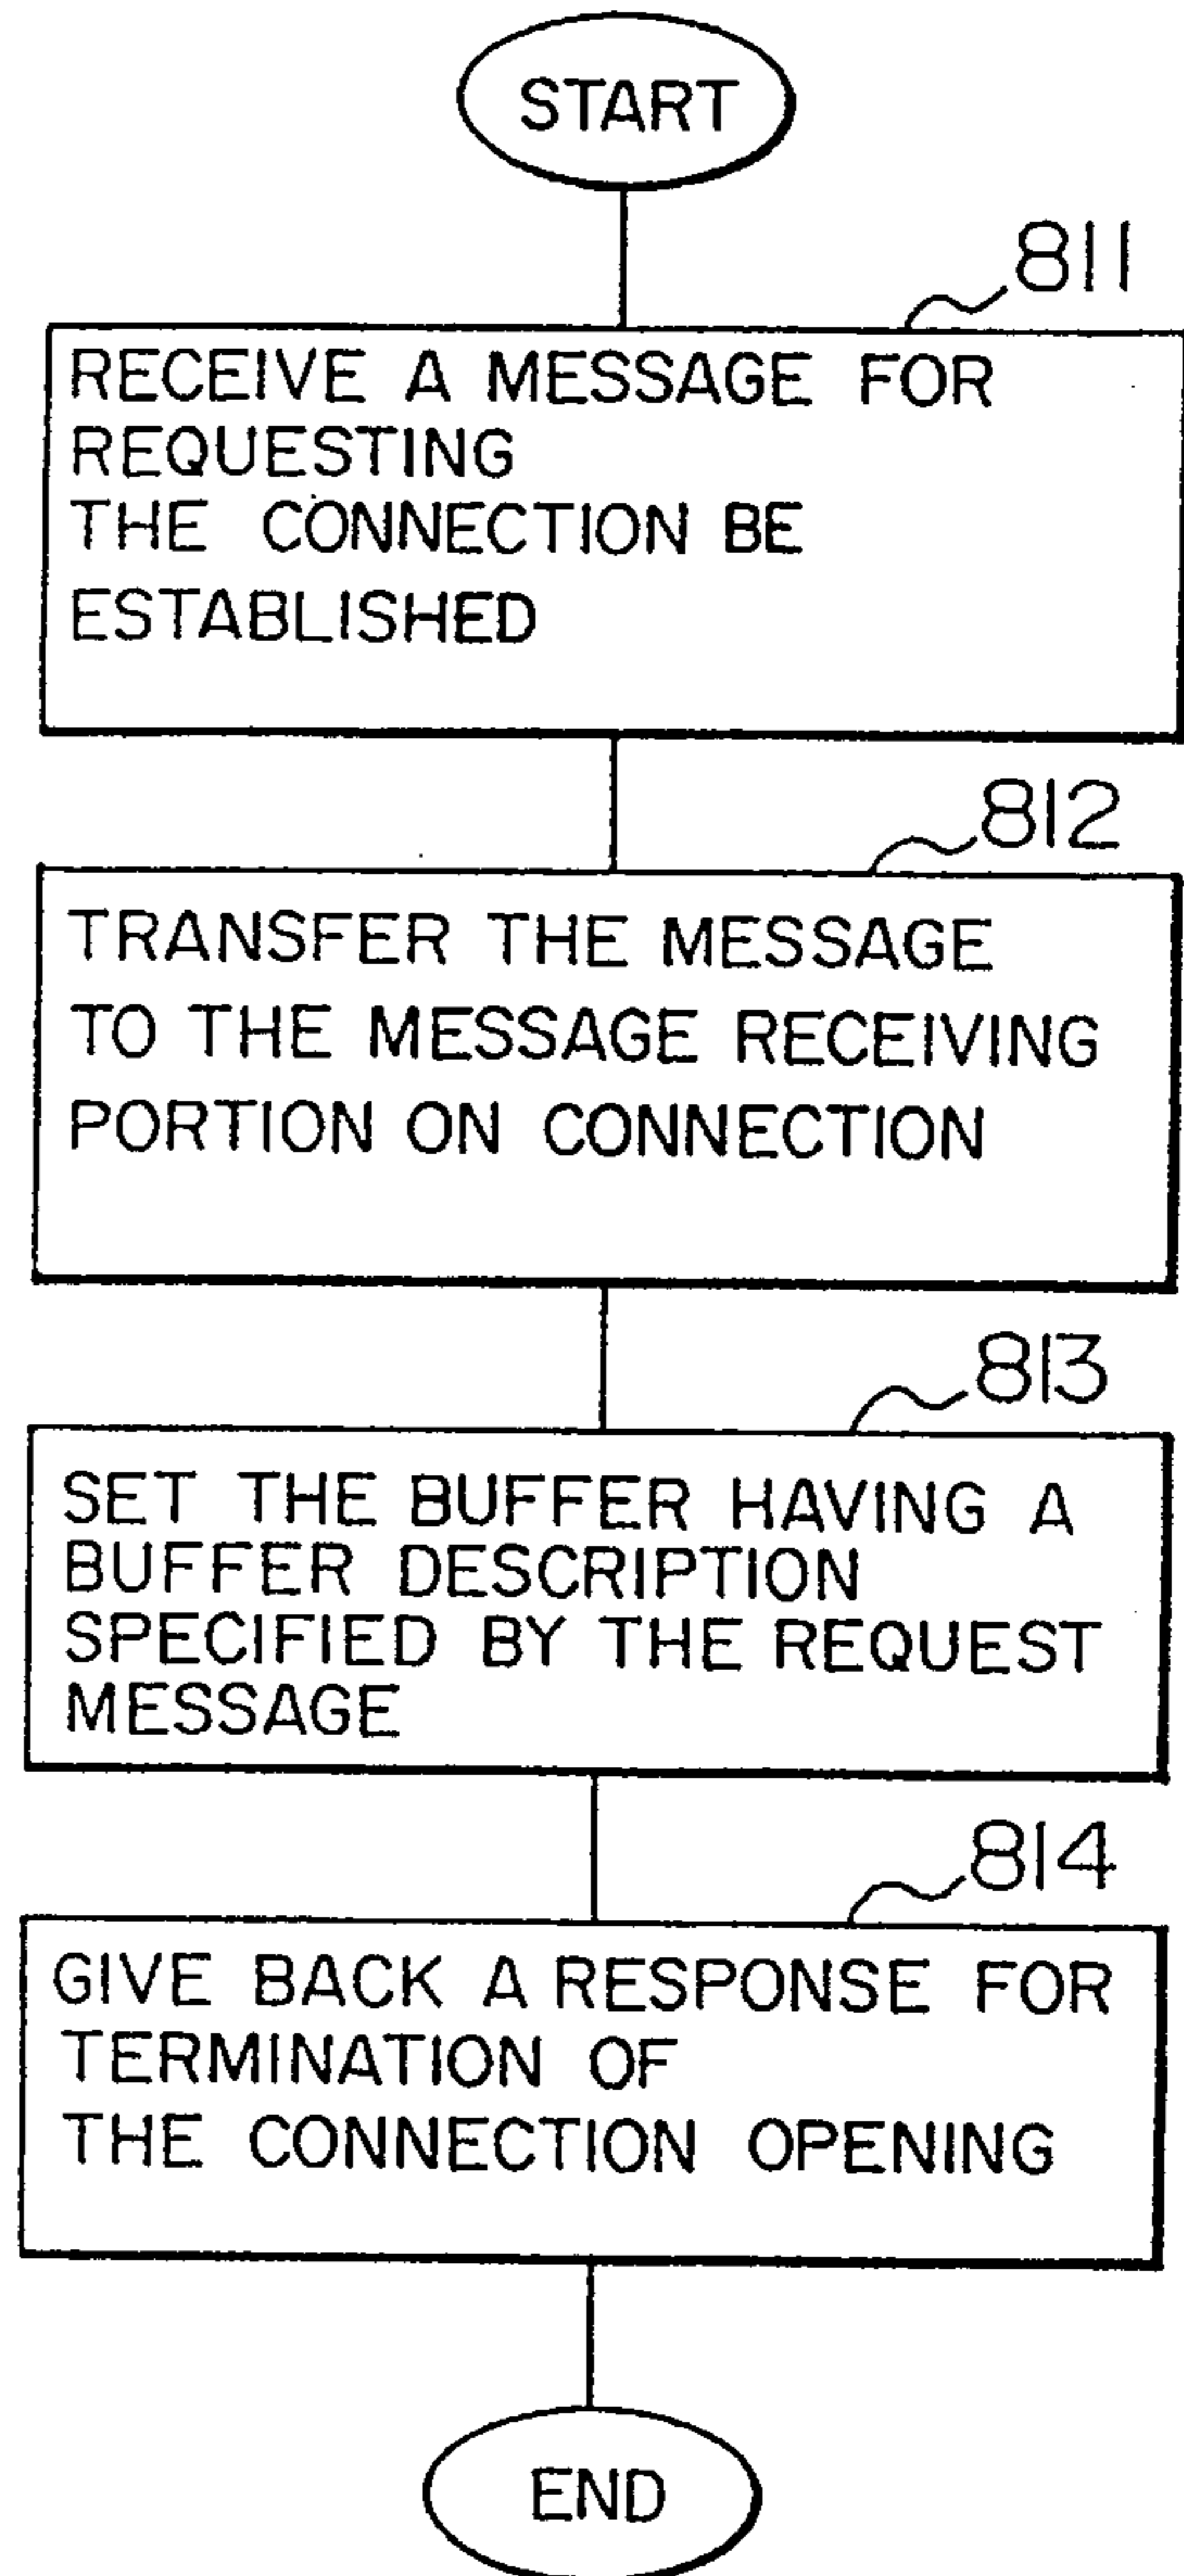 START
811
RECEIVE A MESSAGE FOR
REQUESTING
THE CONNECTION BE
ESTABLISHED
812
TRANSFER THE MESSAGE
TO THE MESSAGE RECEIVING
PORTION ON CONNECTION
813
SET THE BUFFER HAVING A
BUFFER DESCRIPTION
SPECIFIED BY THE REQUEST
MESSAGE
814
GIVE BACK A RESPONSE FOR
TERMINATION OF
THE CONNECTION OPENING
END